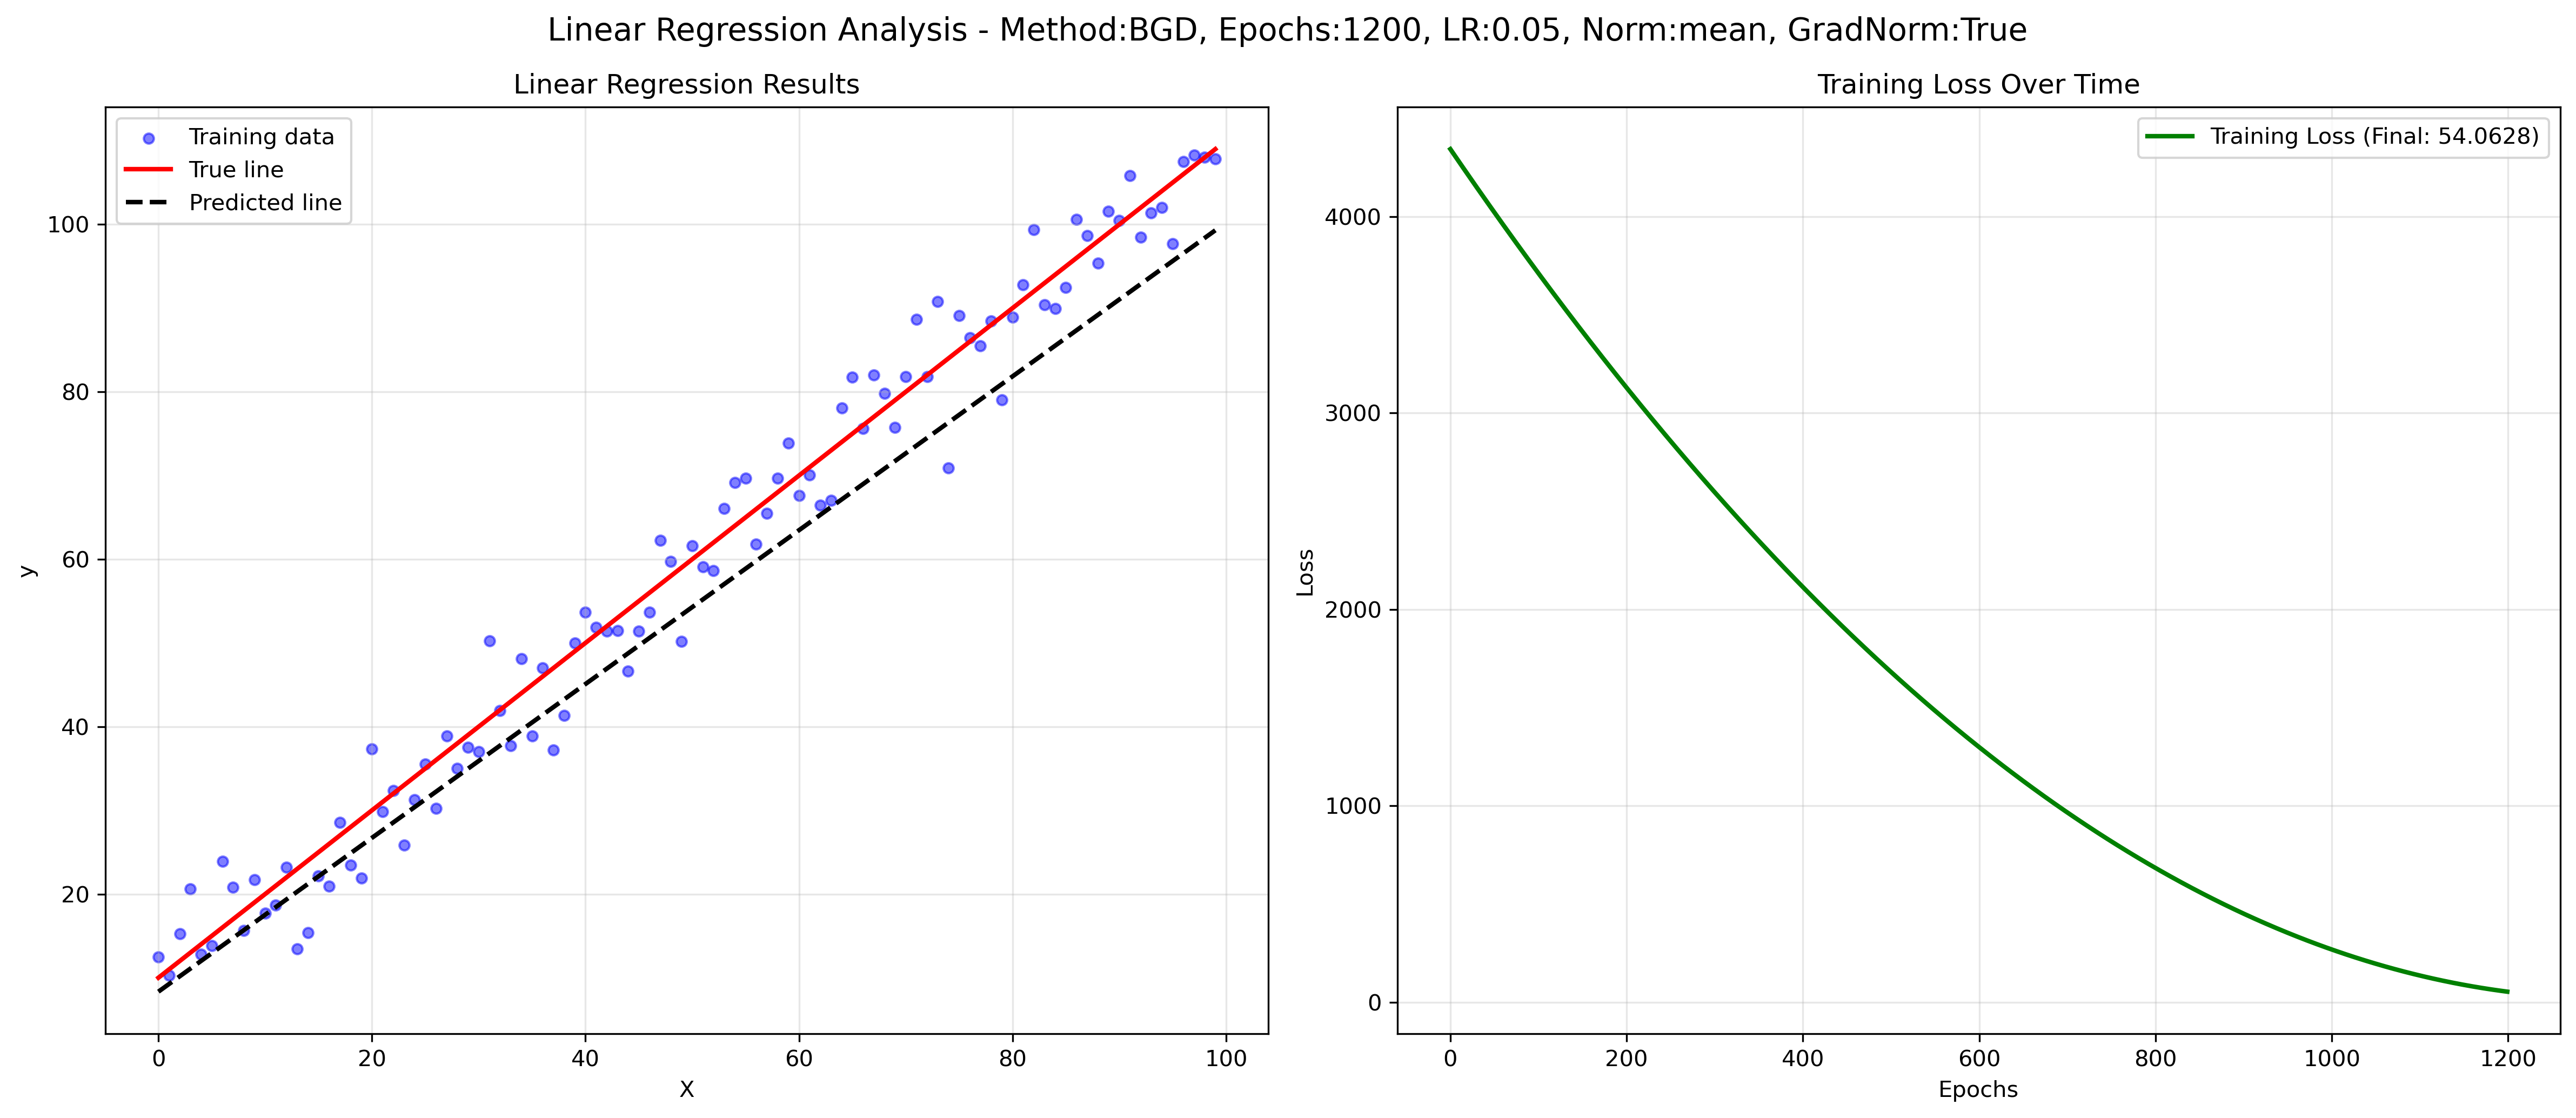 Linear Regression Analysis - Method:BGD, Epochs:1200, LR:0.05, Norm:mean, GradNorm:True
Linear Regression Results
Training data
True line
Predicted line
100
80
60
40
20
y
0 20 40 60 80 100
X
Training Loss Over Time
Training Loss (Final: 54.0628)
4000
3000
2000
1000
0
Loss
0 200 400 600 800 1000 1200
Epochs